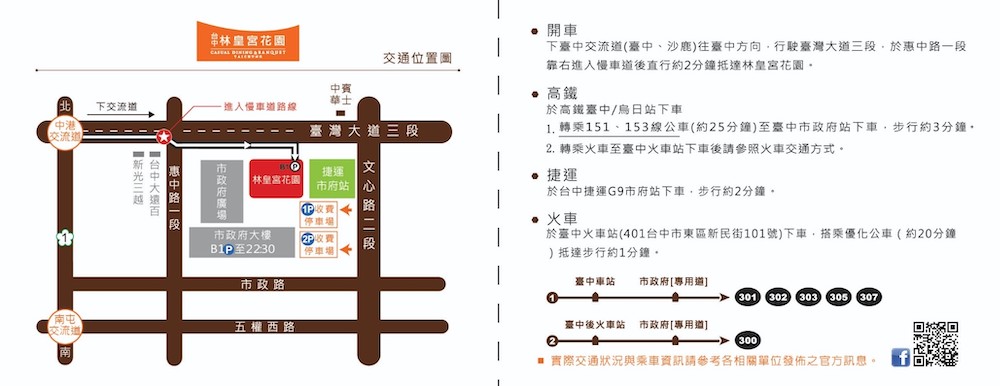 台中林皇宮花園
CASUAL DINING & BANQUET
TAICHUNG
交通位置圖
北
下交流道
進入慢車道路線
中賓
華士
中港
交流道
臺灣大道三段
新光三越
台中大遠百
惠中路一段
市政府廣場
P
林皇宮花園
捷運
市府站
文心路二段
1P收費
停車場
市政府大樓
B1P至22:30
2P收費
停車場
1
市政路
南屯
交流道
五權西路
南
開車
下臺中交流道(臺中、沙鹿)往臺中方向,行駛臺灣大道三段,於惠中路一段
靠右進入慢車道後直行約2分鐘抵達林皇宮花園。
高鐵
於高鐵臺中/烏日站下車
1. 轉乘151、153線公車(約25分鐘)至臺中市政府站下車,步行約3分鐘。
2. 轉乘火車至臺中火車站下車後請參照火車交通方式。
捷運
於台中捷運G9市府站下車,步行約2分鐘。
火車
於臺中火車站(401台中市東區新民街101號)下車,搭乘優化公車(約20分鐘
)抵達步行約1分鐘。
臺中車站 市政府[專用道]
1 301 302 303 305 307
臺中後火車站 市政府[專用道]
2 300
實際交通狀況與乘車資訊請參考各相關單位發佈之官方訊息。
f